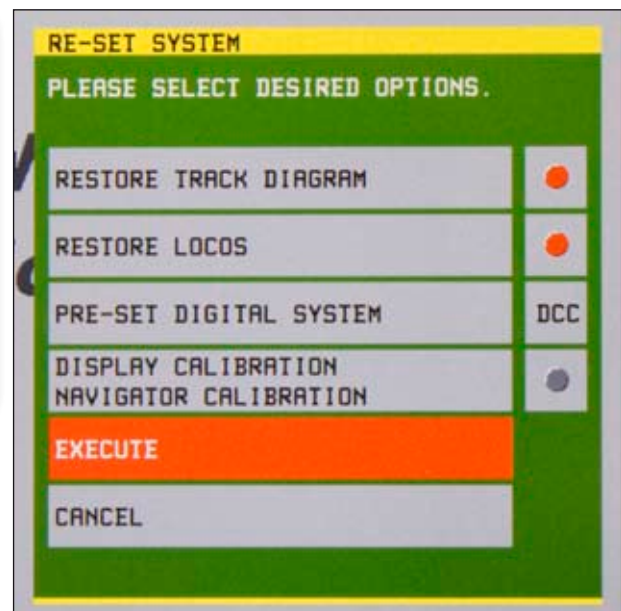 RE-SET SYSTEM
PLEASE SELECT DESIRED OPTIONS.
RESTORE TRACK DIAGRAM
RESTORE LOCOS
PRE-SET DIGITAL SYSTEM DCC
DISPLAY CALIBRATION
NAVIGATOR CALIBRATION
EXECUTE
CANCEL